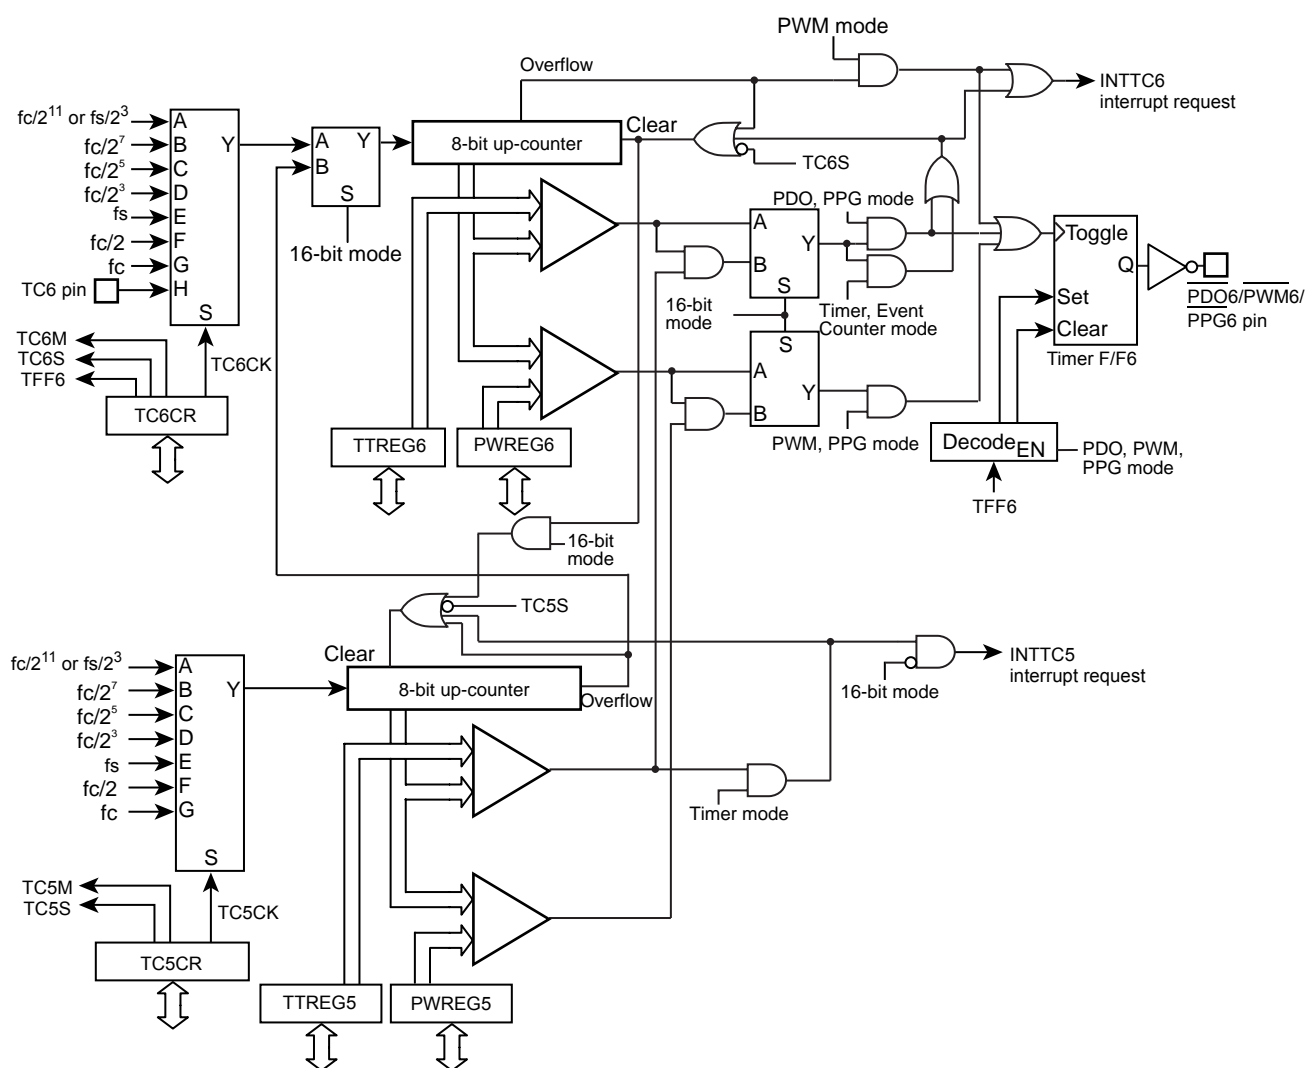 PWM mode
Overflow
INTTC6
interrupt request
fc/2¹¹ or fs/2³
fc/2⁷
fc/2⁵
fc/2³
fs
fc/2
fc
TC6 pin
A
B
C
D
E
F
G
H
Y
S
A
B
Y
S
16-bit mode
8-bit up-counter
Clear
TC6S
PDO, PPG mode
A
B
Y
S
16-bit
mode
Timer, Event
Counter mode
S
A
B
Y
PWM, PPG mode
Toggle
Q
Set
Clear
Timer F/F6
PDO6/PWM6/
PPG6 pin
TC6M
TC6S
TFF6
TC6CK
TC6CR
TTREG6
PWREG6
Decode
EN
PDO, PWM,
PPG mode
TFF6
16-bit
mode
TC5S
Clear
8-bit up-counter
Overflow
16-bit mode
INTTC5
interrupt request
fc/2¹¹ or fs/2³
fc/2⁷
fc/2⁵
fc/2³
fs
fc/2
fc
A
B
C
D
E
F
G
Y
S
Timer mode
TC5M
TC5S
TC5CK
TC5CR
TTREG5
PWREG5